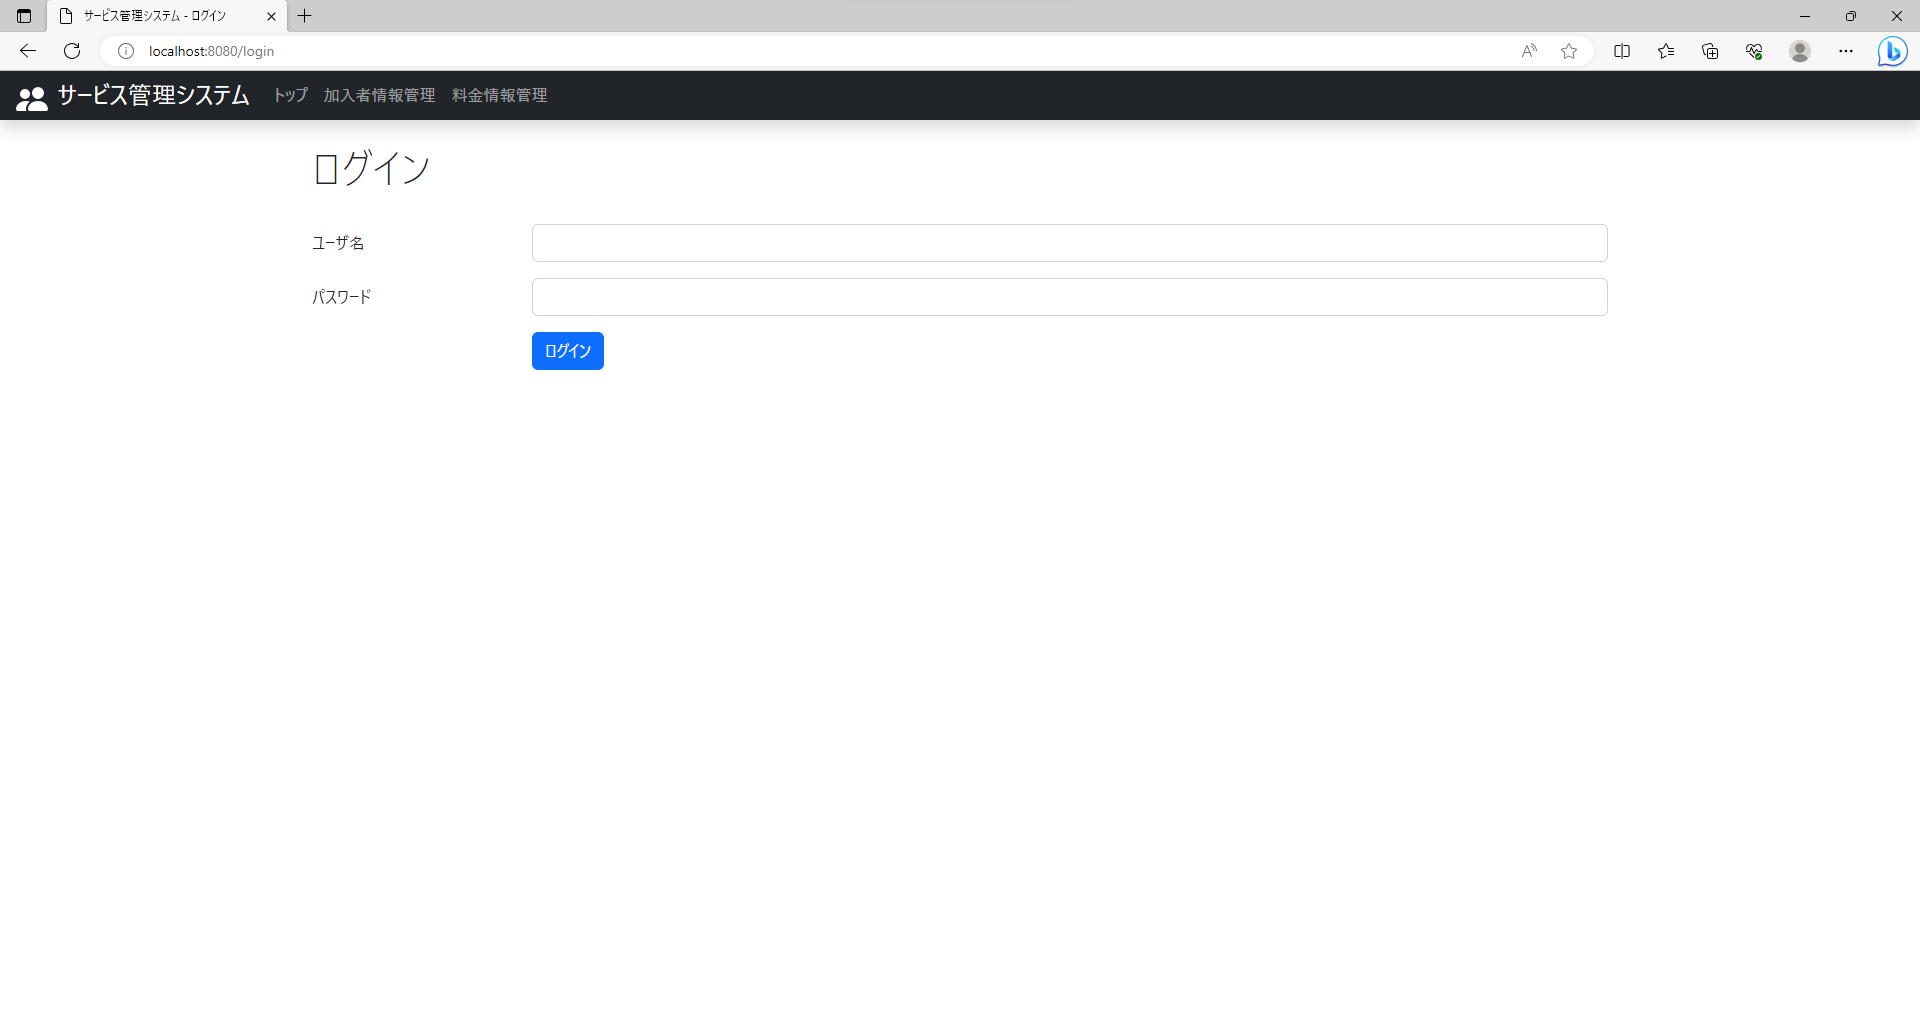 サービス管理システム - ログイン
localhost:8080/login
サービス管理システム トップ 加入者情報管理 料金情報管理
ログイン
ユーザ名
パスワード
ログイン